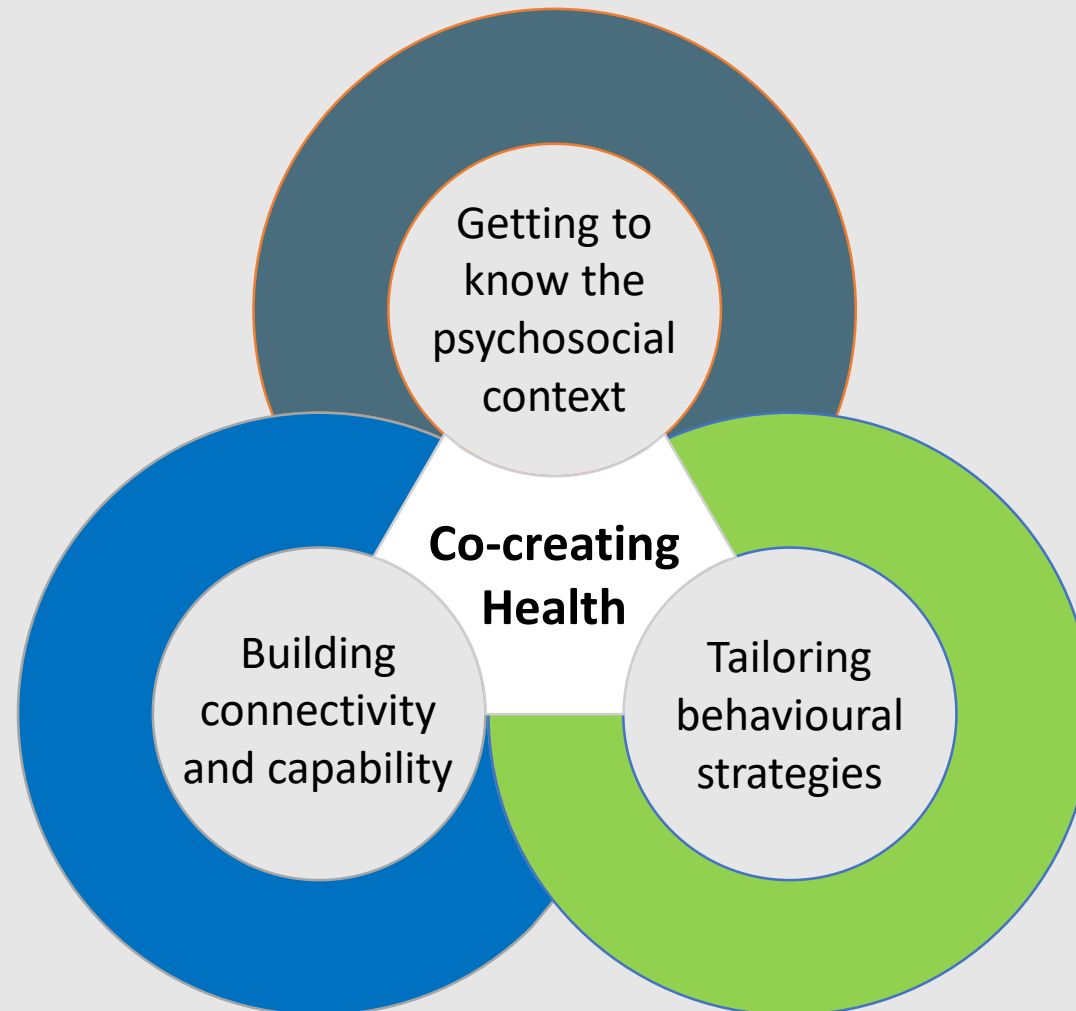 Getting to
know the
psychosocial
context
Co-creating
Health
Building
connectivity
and capability
Tailoring
behavioural
strategies